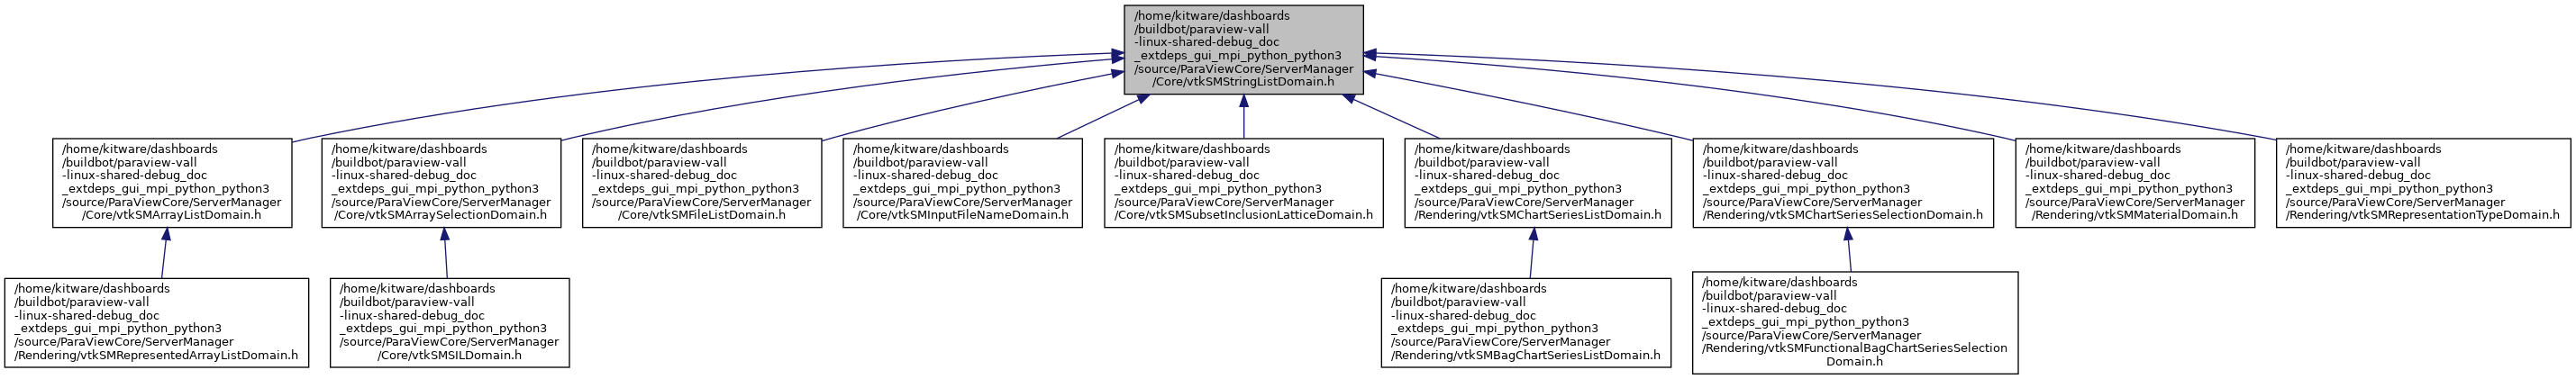 /home/kitware/dashboards
/buildbot/paraview-vall
-linux-shared-debug_doc
_extdeps_gui_mpi_python_python3
/source/ParaViewCore/ServerManager
/Core/vtkSMStringListDomain.h
/home/kitware/dashboards
/buildbot/paraview-vall
-linux-shared-debug_doc
_extdeps_gui_mpi_python_python3
/source/ParaViewCore/ServerManager
/Core/vtkSMArrayListDomain.h
/home/kitware/dashboards
/buildbot/paraview-vall
-linux-shared-debug_doc
_extdeps_gui_mpi_python_python3
/source/ParaViewCore/ServerManager
/Core/vtkSMArraySelectionDomain.h
/home/kitware/dashboards
/buildbot/paraview-vall
-linux-shared-debug_doc
_extdeps_gui_mpi_python_python3
/source/ParaViewCore/ServerManager
/Core/vtkSMFileListDomain.h
/home/kitware/dashboards
/buildbot/paraview-vall
-linux-shared-debug_doc
_extdeps_gui_mpi_python_python3
/source/ParaViewCore/ServerManager
/Core/vtkSMInputFileNameDomain.h
/home/kitware/dashboards
/buildbot/paraview-vall
-linux-shared-debug_doc
_extdeps_gui_mpi_python_python3
/source/ParaViewCore/ServerManager
/Core/vtkSMSubsetInclusionLatticeDomain.h
/home/kitware/dashboards
/buildbot/paraview-vall
-linux-shared-debug_doc
_extdeps_gui_mpi_python_python3
/source/ParaViewCore/ServerManager
/Rendering/vtkSMChartSeriesListDomain.h
/home/kitware/dashboards
/buildbot/paraview-vall
-linux-shared-debug_doc
_extdeps_gui_mpi_python_python3
/source/ParaViewCore/ServerManager
/Rendering/vtkSMChartSeriesSelectionDomain.h
/home/kitware/dashboards
/buildbot/paraview-vall
-linux-shared-debug_doc
_extdeps_gui_mpi_python_python3
/source/ParaViewCore/ServerManager
/Rendering/vtkSMMaterialDomain.h
/home/kitware/dashboards
/buildbot/paraview-vall
-linux-shared-debug_doc
_extdeps_gui_mpi_python_python3
/source/ParaViewCore/ServerManager
/Rendering/vtkSMRepresentationTypeDomain.h
/home/kitware/dashboards
/buildbot/paraview-vall
-linux-shared-debug_doc
_extdeps_gui_mpi_python_python3
/source/ParaViewCore/ServerManager
/Rendering/vtkSMRepresentedArrayListDomain.h
/home/kitware/dashboards
/buildbot/paraview-vall
-linux-shared-debug_doc
_extdeps_gui_mpi_python_python3
/source/ParaViewCore/ServerManager
/Core/vtkSMSILDomain.h
/home/kitware/dashboards
/buildbot/paraview-vall
-linux-shared-debug_doc
_extdeps_gui_mpi_python_python3
/source/ParaViewCore/ServerManager
/Rendering/vtkSMBagChartSeriesListDomain.h
/home/kitware/dashboards
/buildbot/paraview-vall
-linux-shared-debug_doc
_extdeps_gui_mpi_python_python3
/source/ParaViewCore/ServerManager
/Rendering/vtkSMFunctionalBagChartSeriesSelection
Domain.h